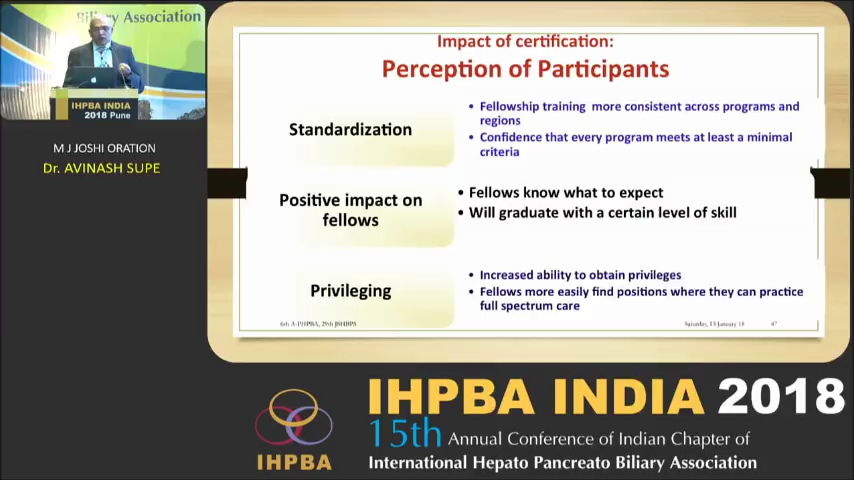 Biliary Association
IHPBA INDIA
2018 Pune
M J JOSHI ORATION
Dr. AVINASH SUPE
Impact of certification:
Perception of Participants
Standardization
• Fellowship training more consistent across programs and
regions
• Confidence that every program meets at least a minimal
criteria
Positive impact on
fellows
• Fellows know what to expect
• Will graduate with a certain level of skill
Privileging
• Increased ability to obtain privileges
• Fellows more easily find positions where they can practice
full spectrum care
6th A-PHPBA, 29th JSHBPS
Saturday, 13 January 18
47
IHPBA
IHPBA INDIA 2018
15th Annual Conference of Indian Chapter of
International Hepato Pancreato Biliary Association